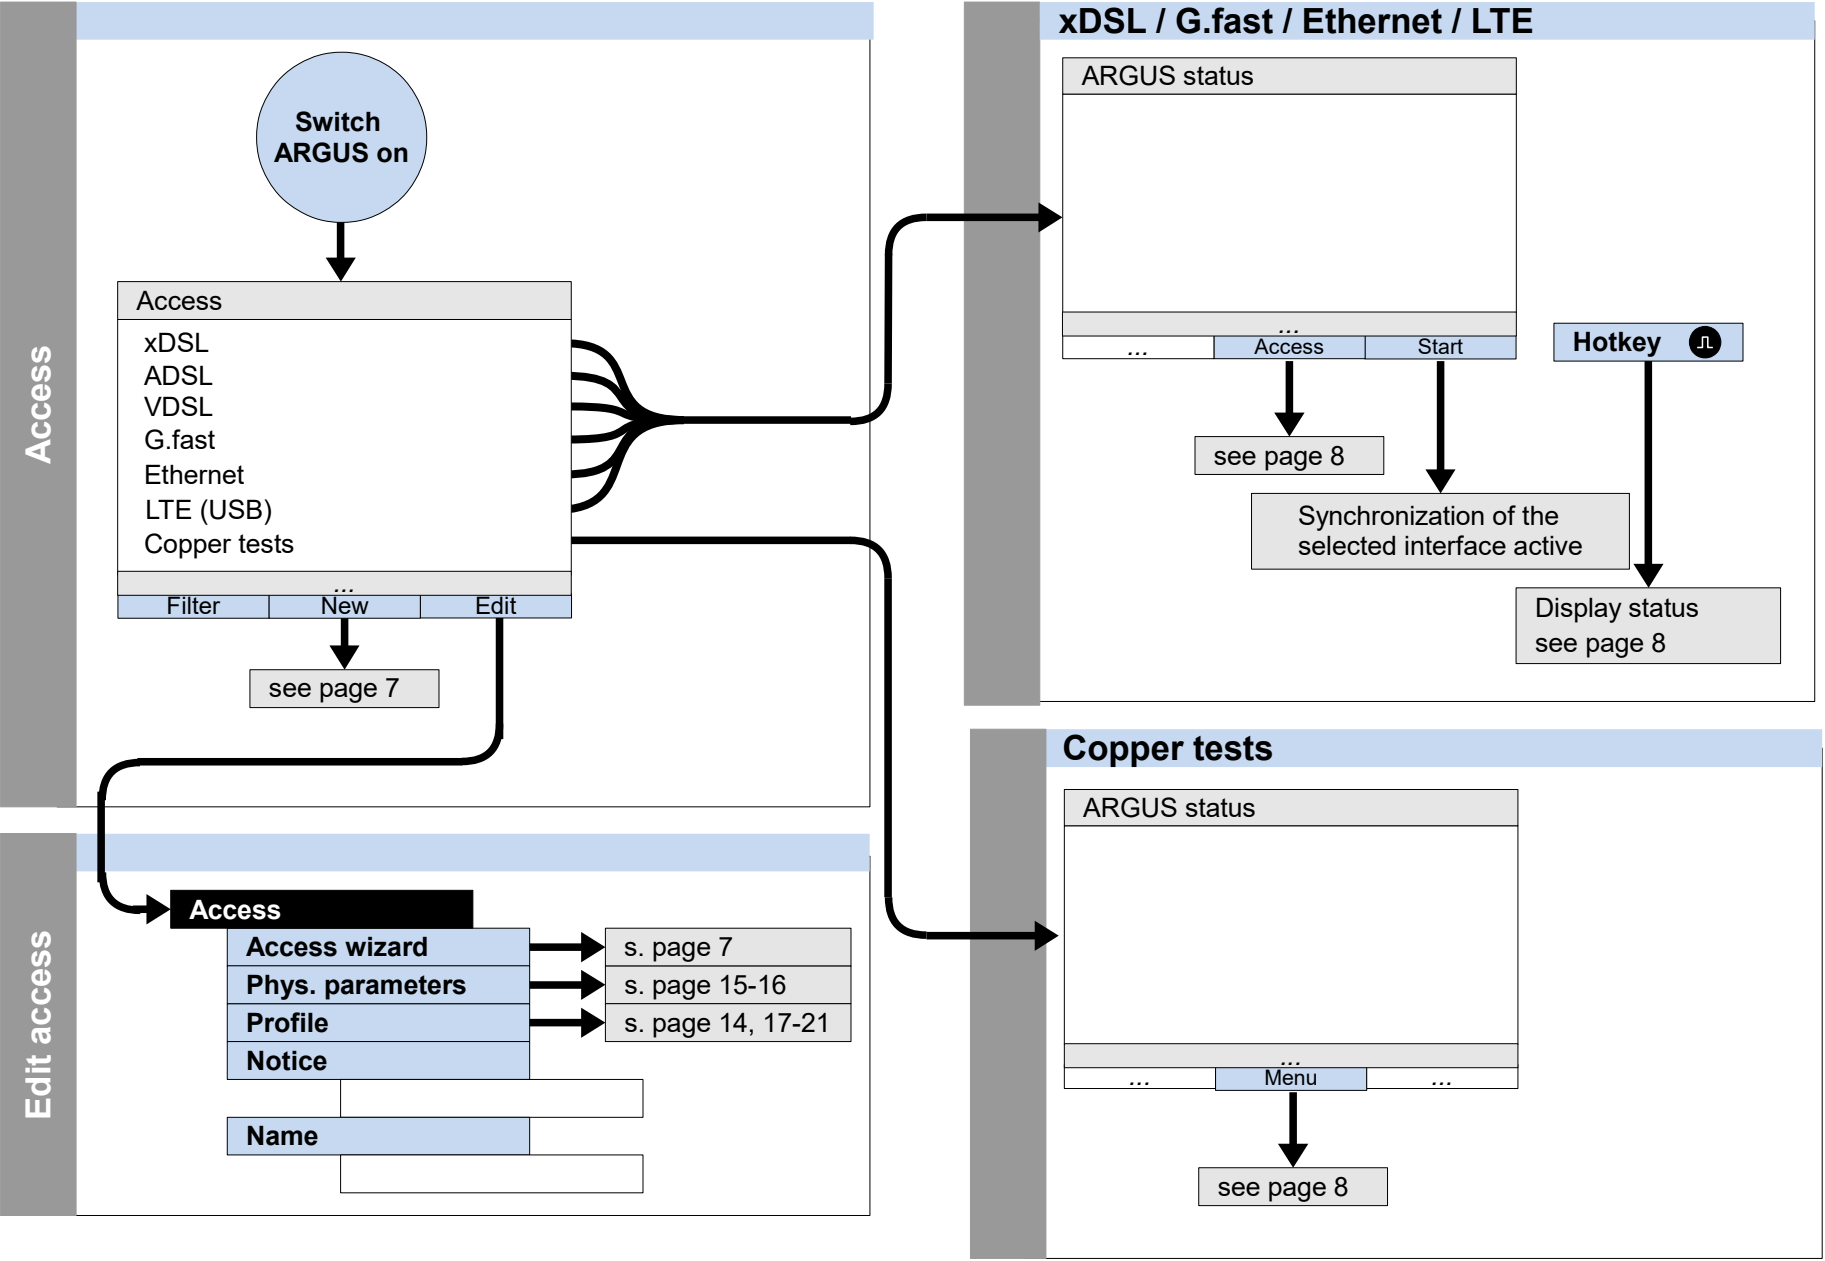 Access
Switch
ARGUS on
Access
xDSL
ADSL
VDSL
G.fast
Ethernet
LTE (USB)
Copper tests
...
Filter New Edit
see page 7
xDSL / G.fast / Ethernet / LTE
ARGUS status
...
... Access Start
Hotkey
see page 8
Synchronization of the
selected interface active
Display status
see page 8
Edit access
Access
Access wizard s. page 7
Phys. parameters s. page 15-16
Profile s. page 14, 17-21
Notice
Name
Copper tests
ARGUS status
...
... Menu ...
see page 8